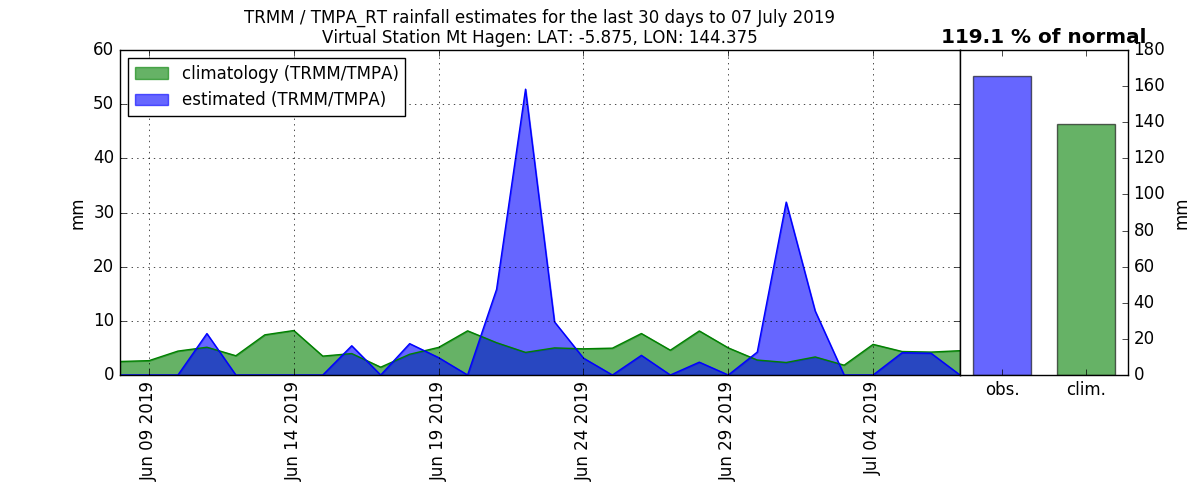 TRMM / TMPA_RT rainfall estimates for the last 30 days to 07 July 2019
Virtual Station Mt Hagen: LAT: -5.875, LON: 144.375
119.1 % of normal
climatology (TRMM/TMPA)
estimated (TRMM/TMPA)
60
50
40
30
20
10
0
mm
Jun 09 2019
Jun 14 2019
Jun 19 2019
Jun 24 2019
Jun 29 2019
Jul 04 2019
obs.
clim.
180
160
140
120
100
80
60
40
20
0
mm